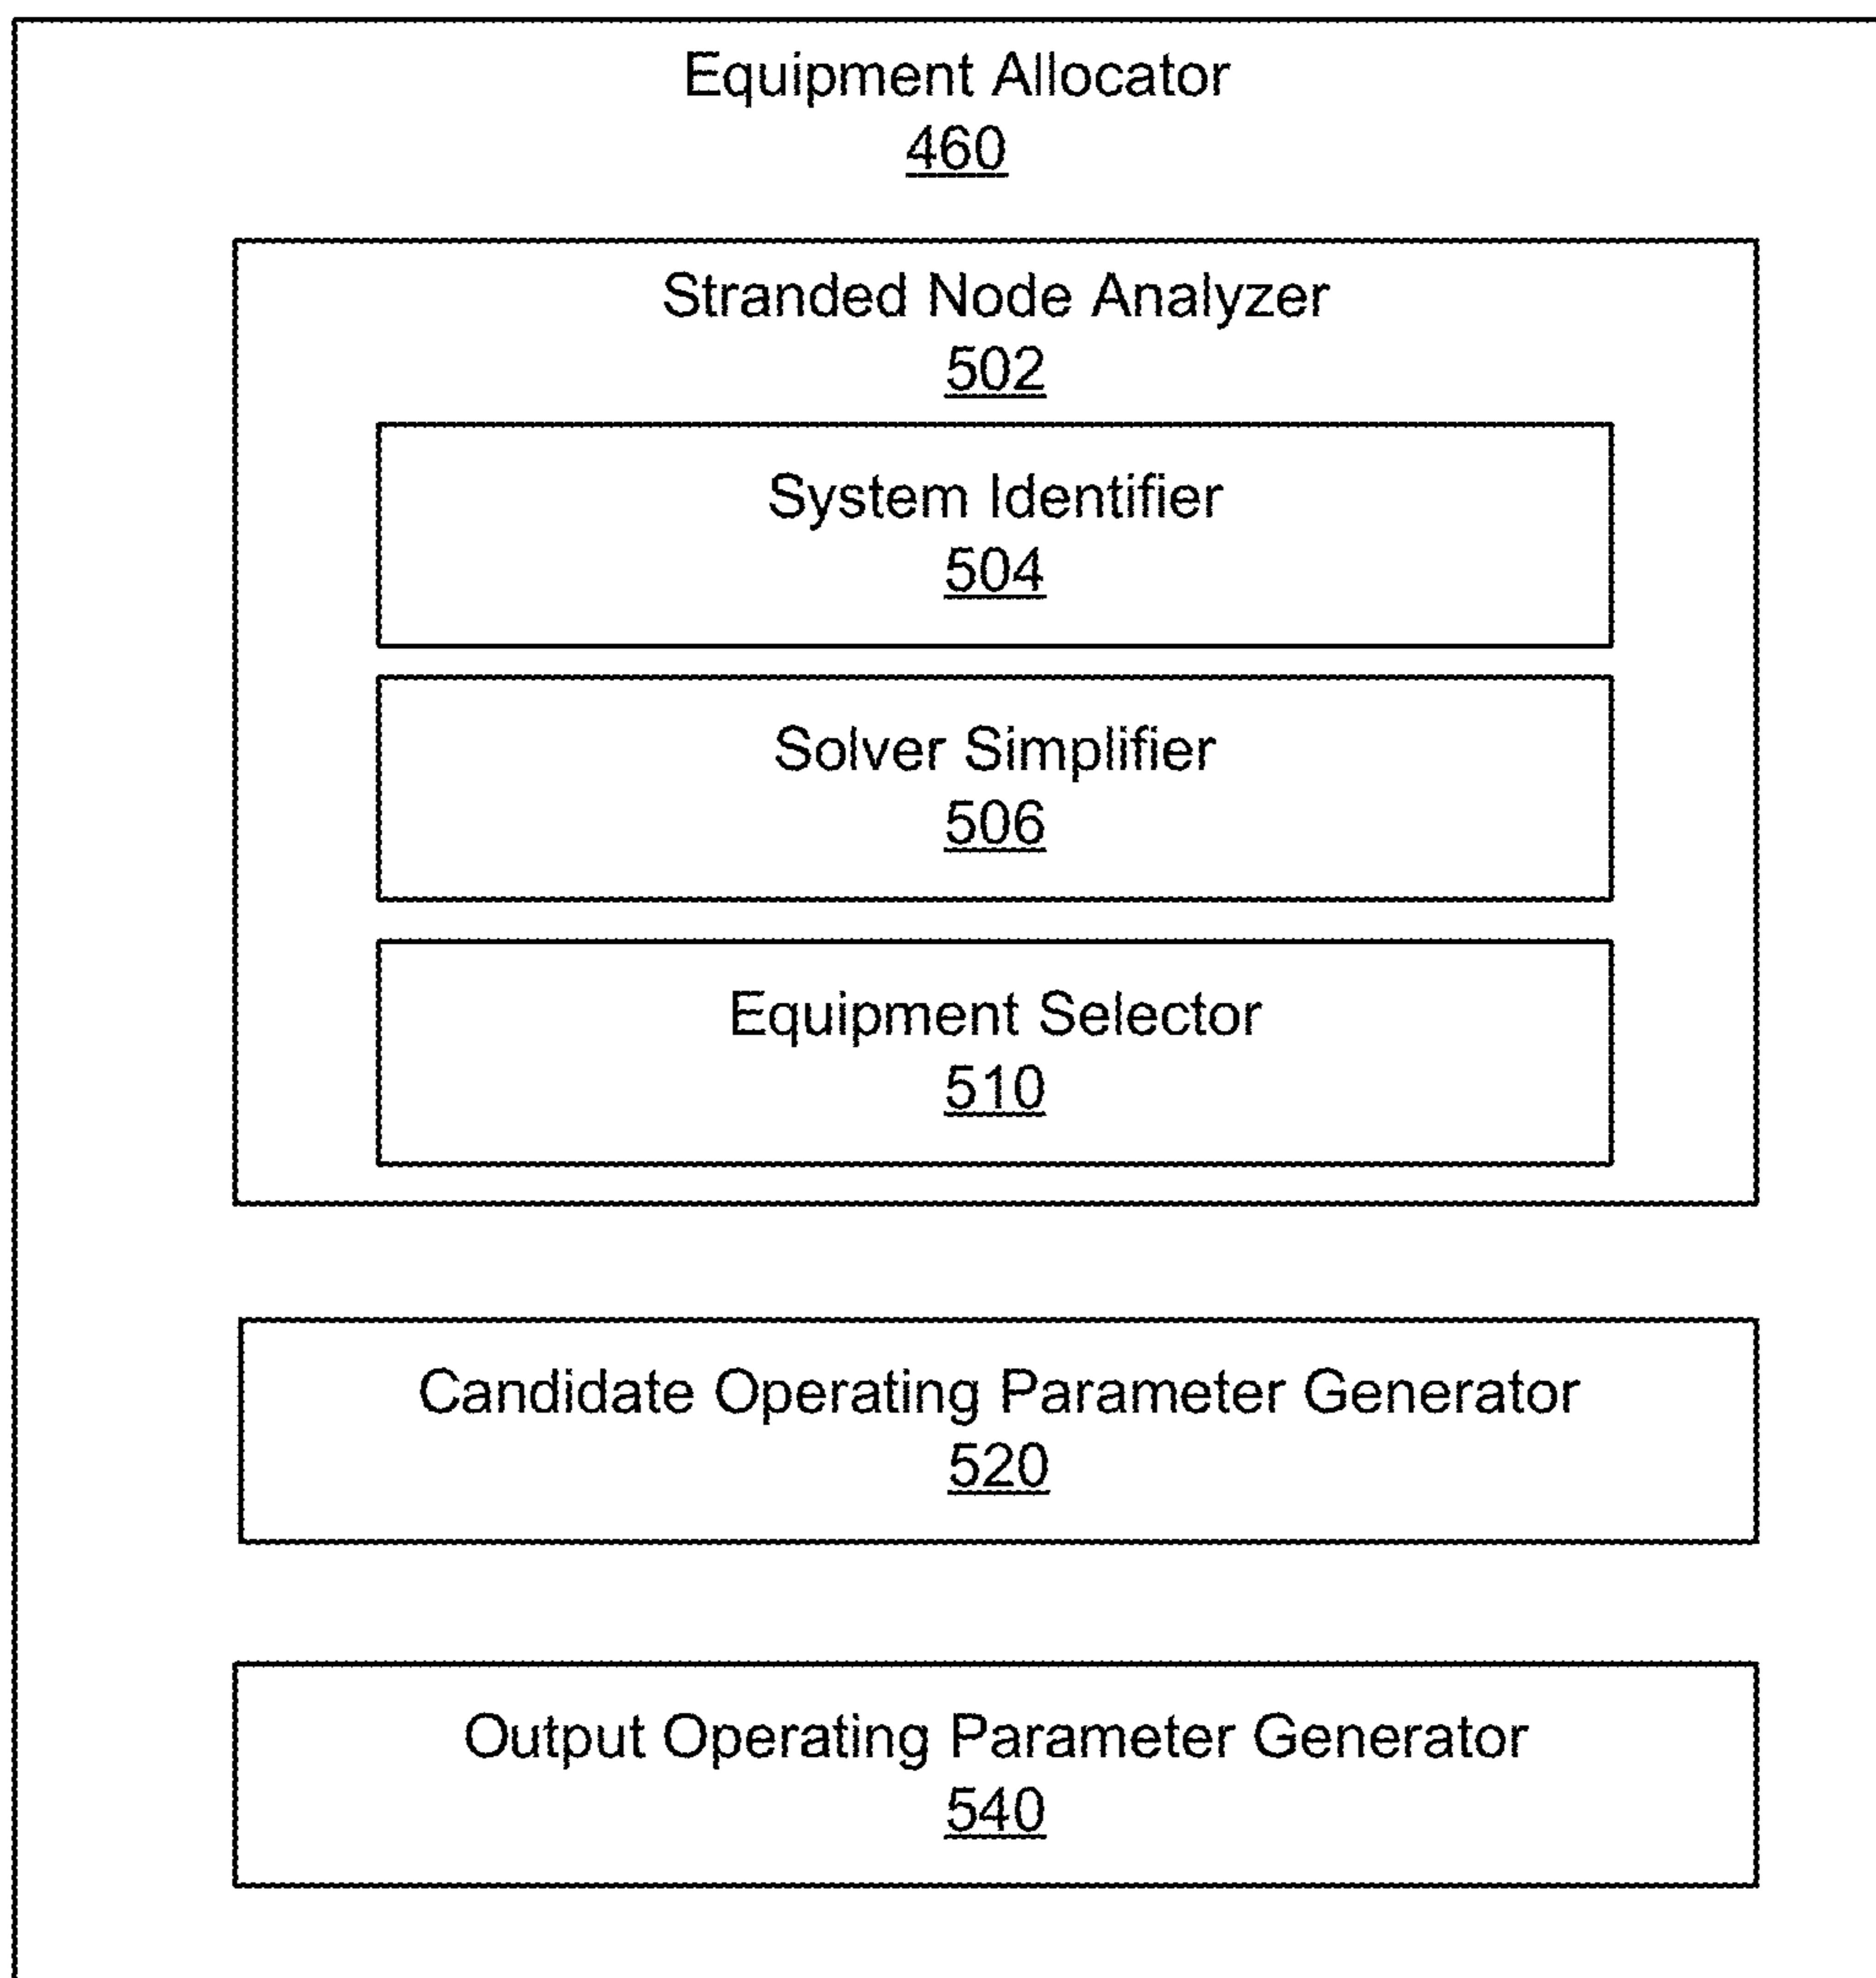 Equipment Allocator
460
Stranded Node Analyzer
502
System Identifier
504
Solver Simplifier
506
Equipment Selector
510
Candidate Operating Parameter Generator
520
Output Operating Parameter Generator
540